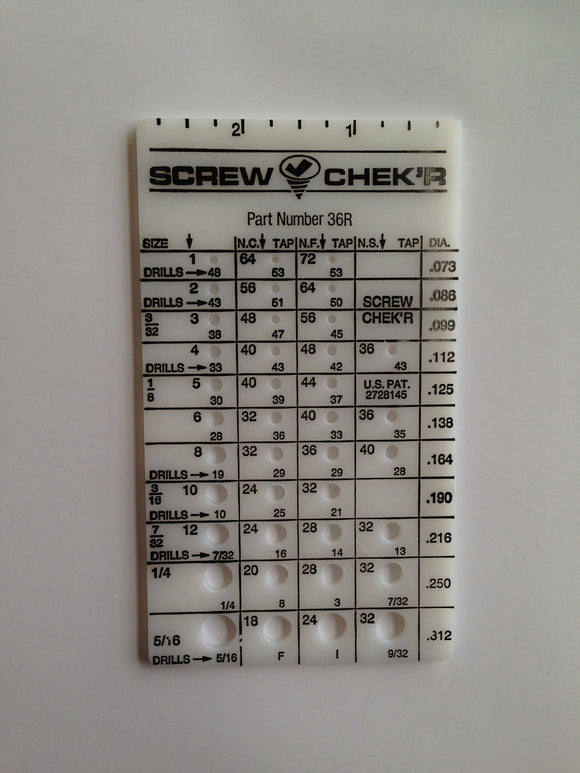 2 1
SCREW CHEK'R
Part Number 36R
SIZE N.C. TAP N.F. TAP N.S. TAP DIA.
1 64 72 .073
DRILLS 48 53 53
2 56 64 .086
DRILLS 43 51 50 SCREW
3/32 3 48 56 CHEK'R .099
38 47 45
4 40 48 36 .112
DRILLS 33 43 42 43
1/8 5 40 44 U.S. PAT. .125
30 39 37 2728145
6 32 40 36 .138
28 36 33 35
8 32 36 40 .164
DRILLS 19 29 29 28
3/16 10 24 32 .190
DRILLS 10 25 21
7/32 12 24 28 32 .216
DRILLS 7/32 16 14 13
1/4 20 28 32 .250
1/4 8 3 7/32
5/16 18 24 32 .312
DRILLS 5/16 F I 9/32